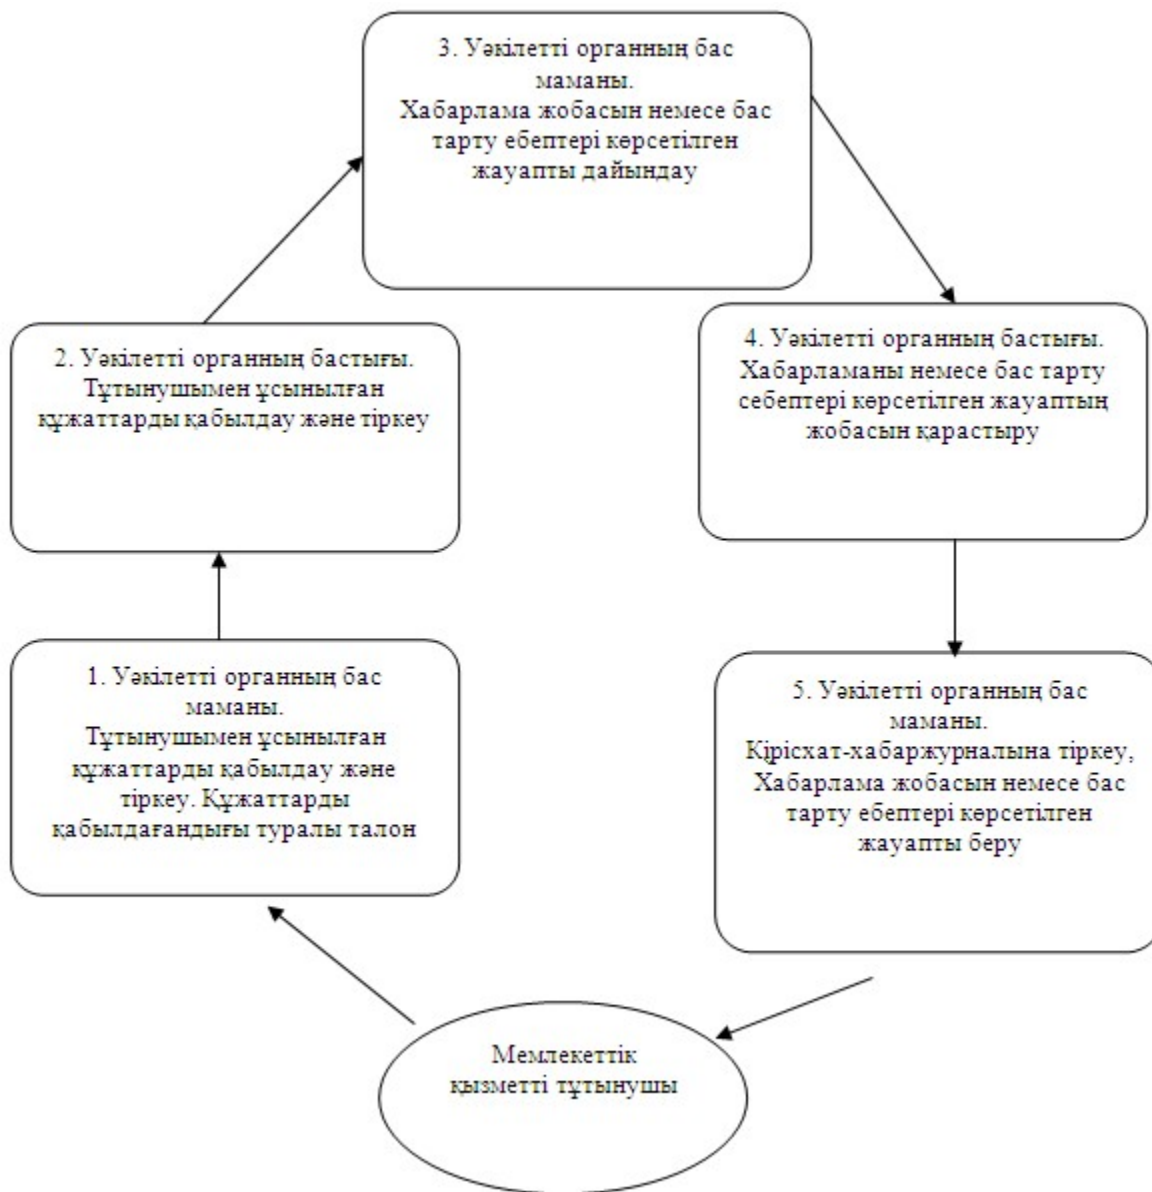 3. Уәкілетті органның бас
маманы.
Хабарлама жобасын немесе бас
тарту ебептері көрсетілген
жауапты дайындау
2. Уәкілетті органның бастығы.
Тұтынушымен ұсынылған
құжаттарды қабылдау және тіркеу
4. Уәкілетті органның бастығы.
Хабарламаны немесе бас тарту
себептері көрсетілген жауаптың
жобасын қарастыру
1. Уәкілетті органның бас
маманы.
Тұтынушымен ұсынылған
құжаттарды қабылдау және
тіркеу. Құжаттарды
қабылдағандығы туралы талон
5. Уәкілетті органның бас
маманы.
Кірісхат-хабаржурналына тіркеу,
Хабарлама жобасын немесе бас
тарту ебептері көрсетілген
жауапты беру
Мемлекеттік
қызметті тұтынушы